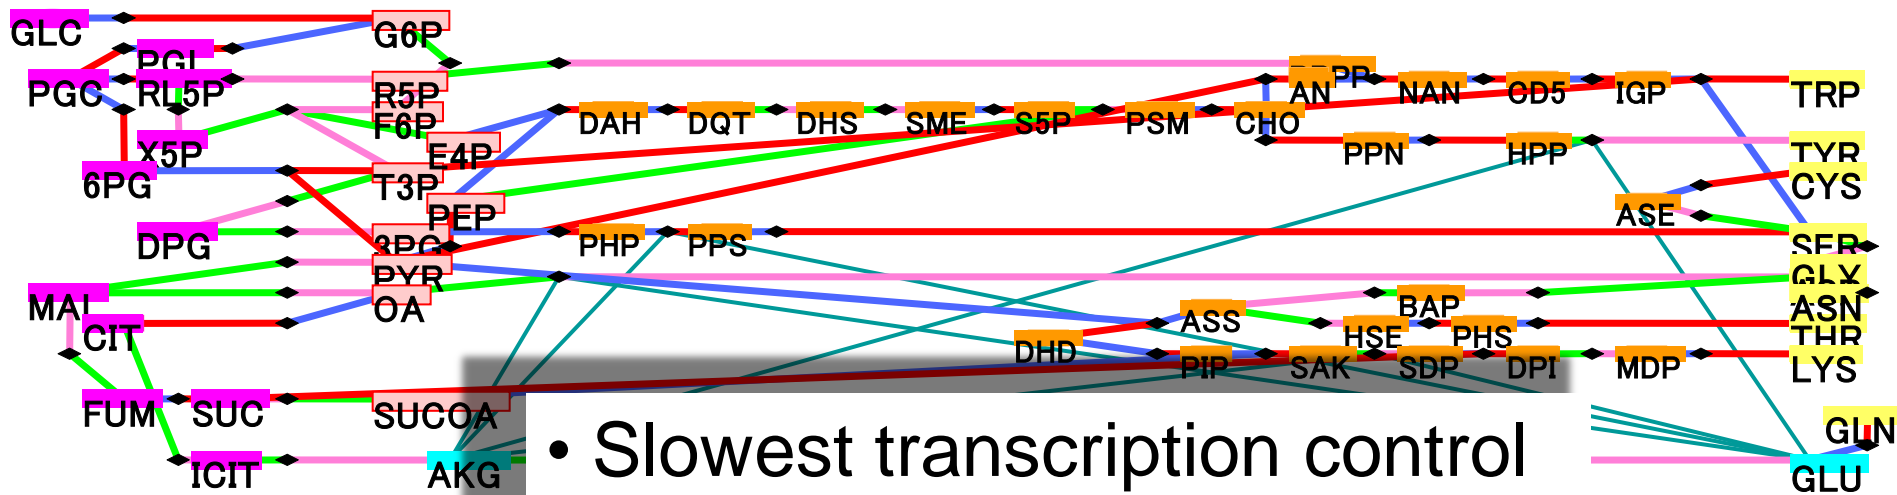 GLC
G6P
PGL
PGC
RL5P
R5P
F6P
X5P
E4P
6PG
T3P
PEP
DPG
3PG
PYR
MAL
OA
CIT
FUM
SUC
SUCOA
ICIT
AKG
AN
NAN
CD5
IGP
TRP
DAH
DQT
DHS
SME
S5P
PSM
CHO
PPN
HPP
TYR
CYS
ASE
SER
PHP
PPS
ASS
BAP
ASN
HSE
PHS
THR
DHD
PIP
SAK
SDP
DPI
MDP
LYS
GLN
GLU
• Slowest transcription control